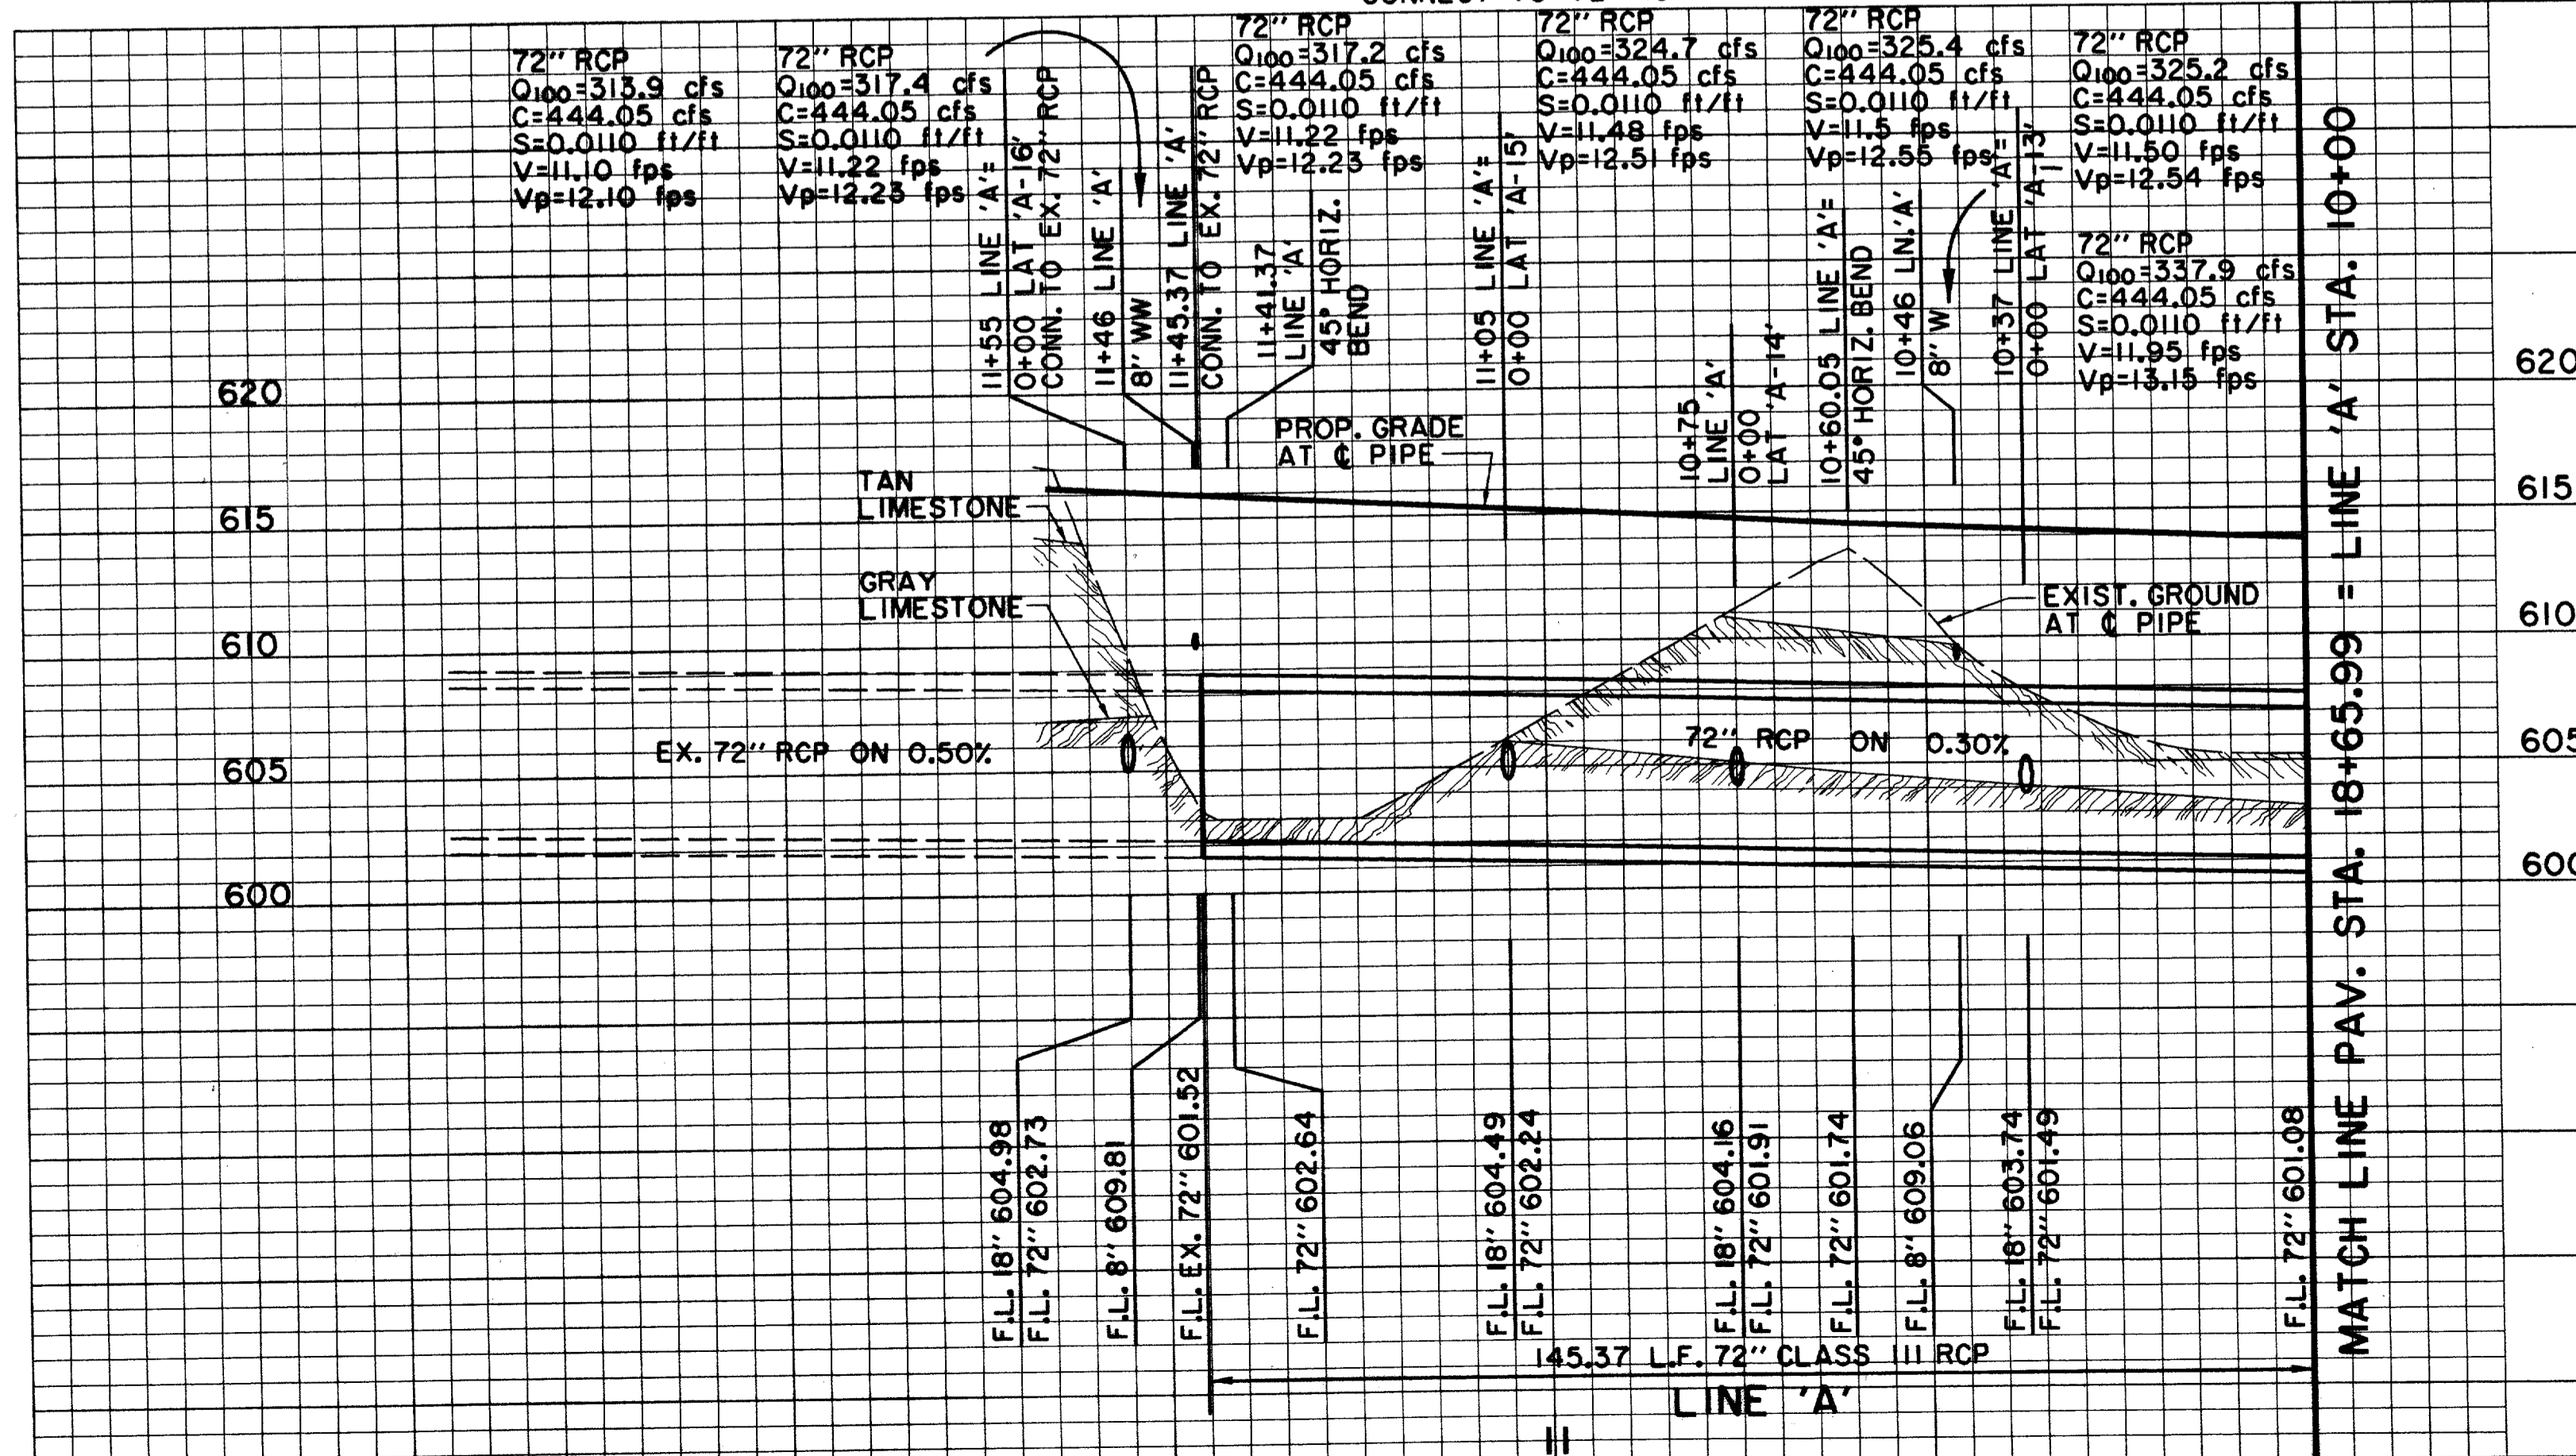 72" RCP
Q100=313.9 cfs
C=444.05 cfs
S=0.0110 ft/ft
V=11.10 fps
Vp=12.10 fps
72" RCP
Q100=317.4 cfs
C=444.05 cfs
S=0.0110 ft/ft
V=11.22 fps
Vp=12.23 fps
72" RCP
Q100=317.2 cfs
C=444.05 cfs
S=0.0110 ft/ft
V=11.22 fps
Vp=12.23 fps
72" RCP
Q100=324.7 cfs
C=444.05 cfs
S=0.0110 ft/ft
V=11.48 fps
Vp=12.51 fps
72" RCP
Q100=325.4 cfs
C=444.05 cfs
S=0.0110 ft/ft
V=11.5 fps
Vp=12.55 fps
72" RCP
Q100=325.2 cfs
C=444.05 cfs
S=0.0110 ft/ft
V=11.50 fps
Vp=12.54 fps
72" RCP
Q100=337.9 cfs
C=444.05 cfs
S=0.0110 ft/ft
V=11.95 fps
Vp=13.15 fps
11+55 LINE 'A'=
0+00 LAT 'A-16'
CONN. TO EX. 72" RCP
11+46 LINE 'A'
8" WW
11+45.37 LINE 'A'
CONN. TO EX. 72" RCP
11+41.37
LINE 'A'
45° HORIZ.
BEND
11+05 LINE 'A'=
0+00 LAT 'A-15'
10+75
LINE 'A'
0+00
LAT 'A-14'
10+60.05 LINE 'A'=
45° HORIZ. BEND
10+46 LN.'A'
8" W
10+37 LINE 'A'=
0+00 LAT 'A-13'
620
615
610
605
600
620
615
610
605
600
PROP. GRADE
AT ℄ PIPE
TAN
LIMESTONE
GRAY
LIMESTONE
EXIST. GROUND
AT ℄ PIPE
EX. 72" RCP ON 0.50%
72" RCP ON 0.30%
F.L. 18" 604.98
F.L. 72" 602.73
F.L. 8" 609.81
F.L. EX. 72" 601.52
F.L. 72" 602.64
F.L. 18" 604.49
F.L. 72" 602.24
F.L. 18" 604.16
F.L. 72" 601.91
F.L. 72" 601.74
F.L. 8" 609.06
F.L. 18" 603.74
F.L. 72" 601.49
F.L. 72" 601.08
MATCH LINE PAV. STA. 18+65.99 = LINE 'A' STA. 10+00
145.37 L.F. 72" CLASS III RCP
LINE 'A'
11